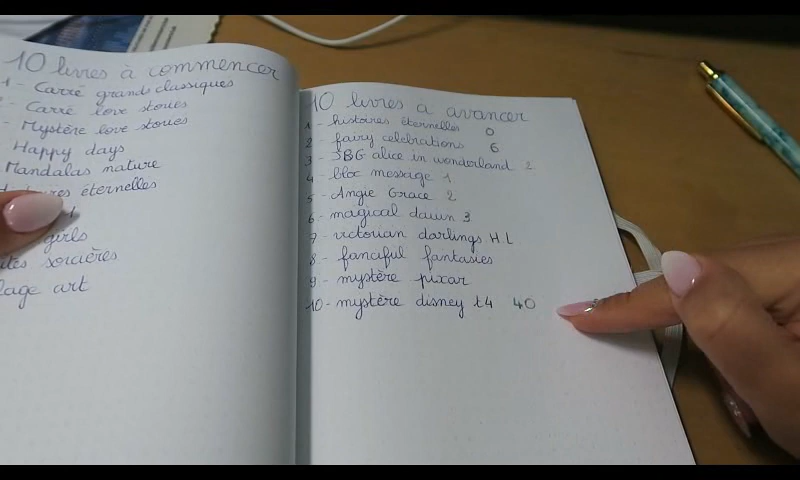 10 livres à commencer
1 - Carré grands classiques
- Carré love stories
- Mystère love stories
Happy days
Mandalas nature
éternelles
girls
sorcières
art
10 livres à avancer
1 - histoires éternelles 0
2 - fairy celebrations 6
3 - JBG alice in wonderland 2
4 - bloc message 1
5 - Angie Grace 2
6 - magical dawn 3
7 - victorian darlings H.L
8 - fanciful fantasies
9 - mystère pixar
10 - mystère disney t4 40